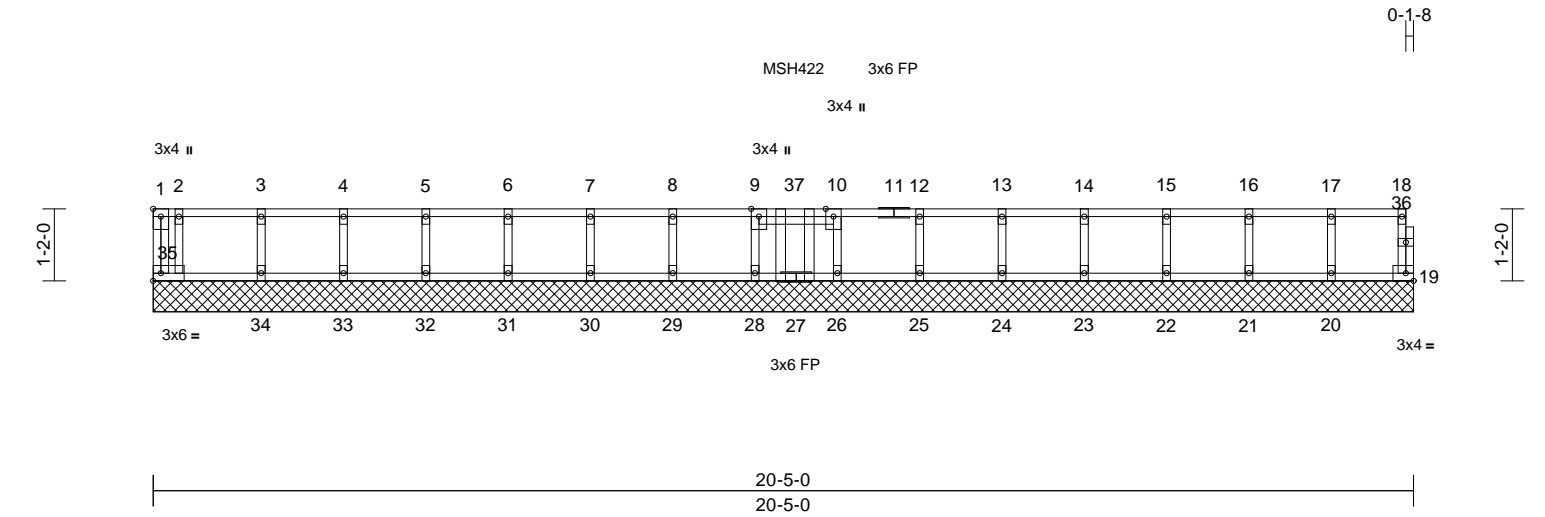 0-1-8
MSH422 3x6 FP
3x4 II
3x4 II 3x4 II
1 2 3 4 5 6 7 8 9 37 10 11 12 13 14 15 16 17 18
36
1-2-0 1-2-0
35
19
34 33 32 31 30 29 28 27 26 25 24 23 22 21 20
3x6 =
3x4 =
3x6 FP
20-5-0
20-5-0